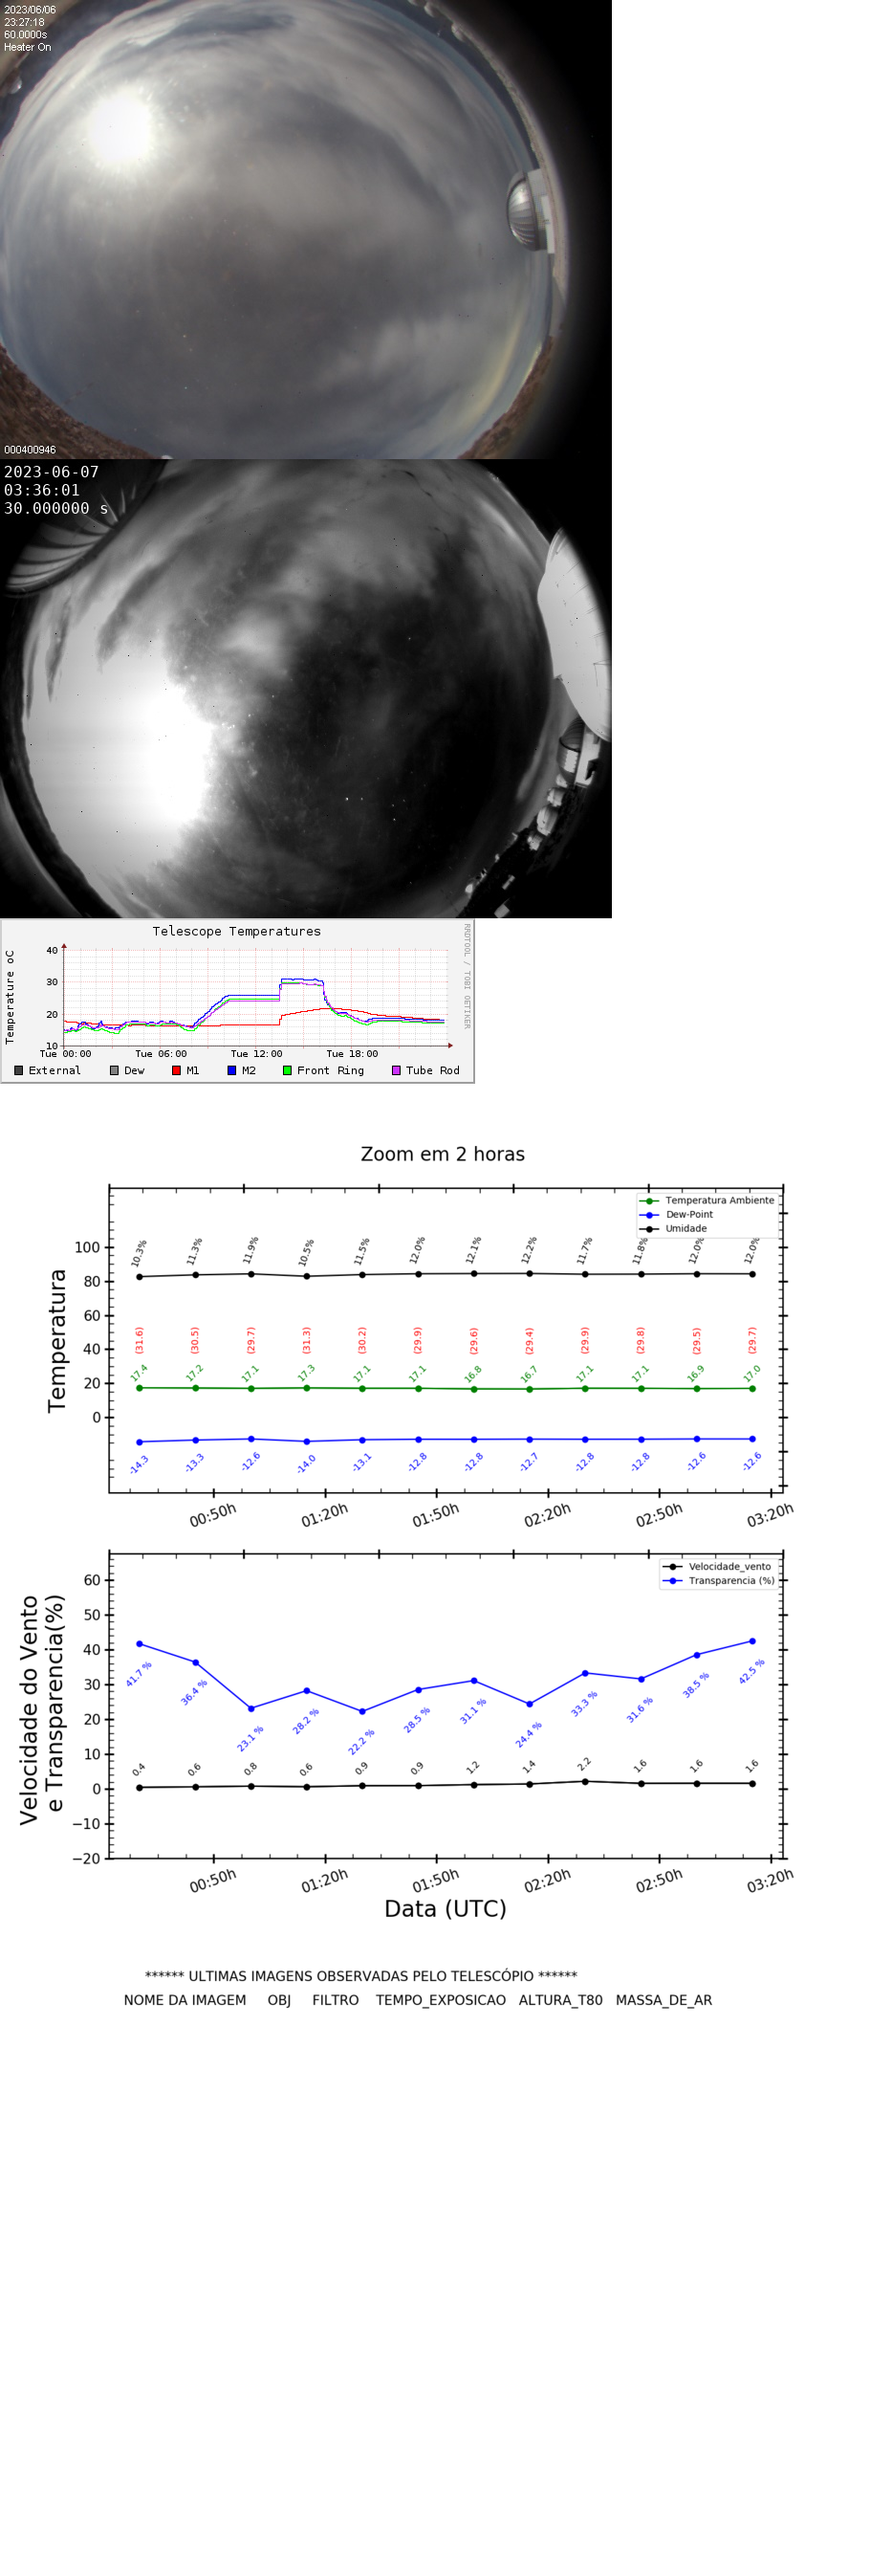 2023/06/06
23:27:18
60.0000s
Heater On
000400946
2023-06-07
03:36:01
30.000000 s
Telescope Temperatures
RRDTOOL / TOBI OETIKER
Temperature oC
40
30
20
10
Tue 00:00 Tue 06:00 Tue 12:00 Tue 18:00
External Dew M1 M2 Front Ring Tube Rod
Zoom em 2 horas
Temperatura Ambiente
Dew-Point
Umidade
Temperatura
100
80
60
40
20
0
10.3% 11.3% 11.9% 10.5% 11.5% 12.0% 12.1% 12.2% 11.7% 11.8% 12.0% 12.0%
(31.6) (30.5) (29.7) (31.3) (30.2) (29.9) (29.6) (29.4) (29.9) (29.8) (29.5) (29.7)
17.4 17.2 17.1 17.3 17.1 17.1 16.8 16.7 17.1 17.1 16.9 17.0
-14.3 -13.3 -12.6 -14.0 -13.1 -12.8 -12.8 -12.7 -12.8 -12.8 -12.6 -12.6
00:50h 01:20h 01:50h 02:20h 02:50h 03:20h
Velocidade_vento
Transparencia (%)
Velocidade do Vento
e Transparencia(%)
60
50
40
30
20
10
0
−10
−20
41.7 % 36.4 % 23.1 % 28.2 % 22.2 % 28.5 % 31.1 % 24.4 % 33.3 % 31.6 % 38.5 % 42.5 %
0.4 0.6 0.8 0.6 0.9 0.9 1.2 1.4 2.2 1.6 1.6 1.6
00:50h 01:20h 01:50h 02:20h 02:50h 03:20h
Data (UTC)
****** ULTIMAS IMAGENS OBSERVADAS PELO TELESCÓPIO ******
NOME DA IMAGEM OBJ FILTRO TEMPO_EXPOSICAO ALTURA_T80 MASSA_DE_AR